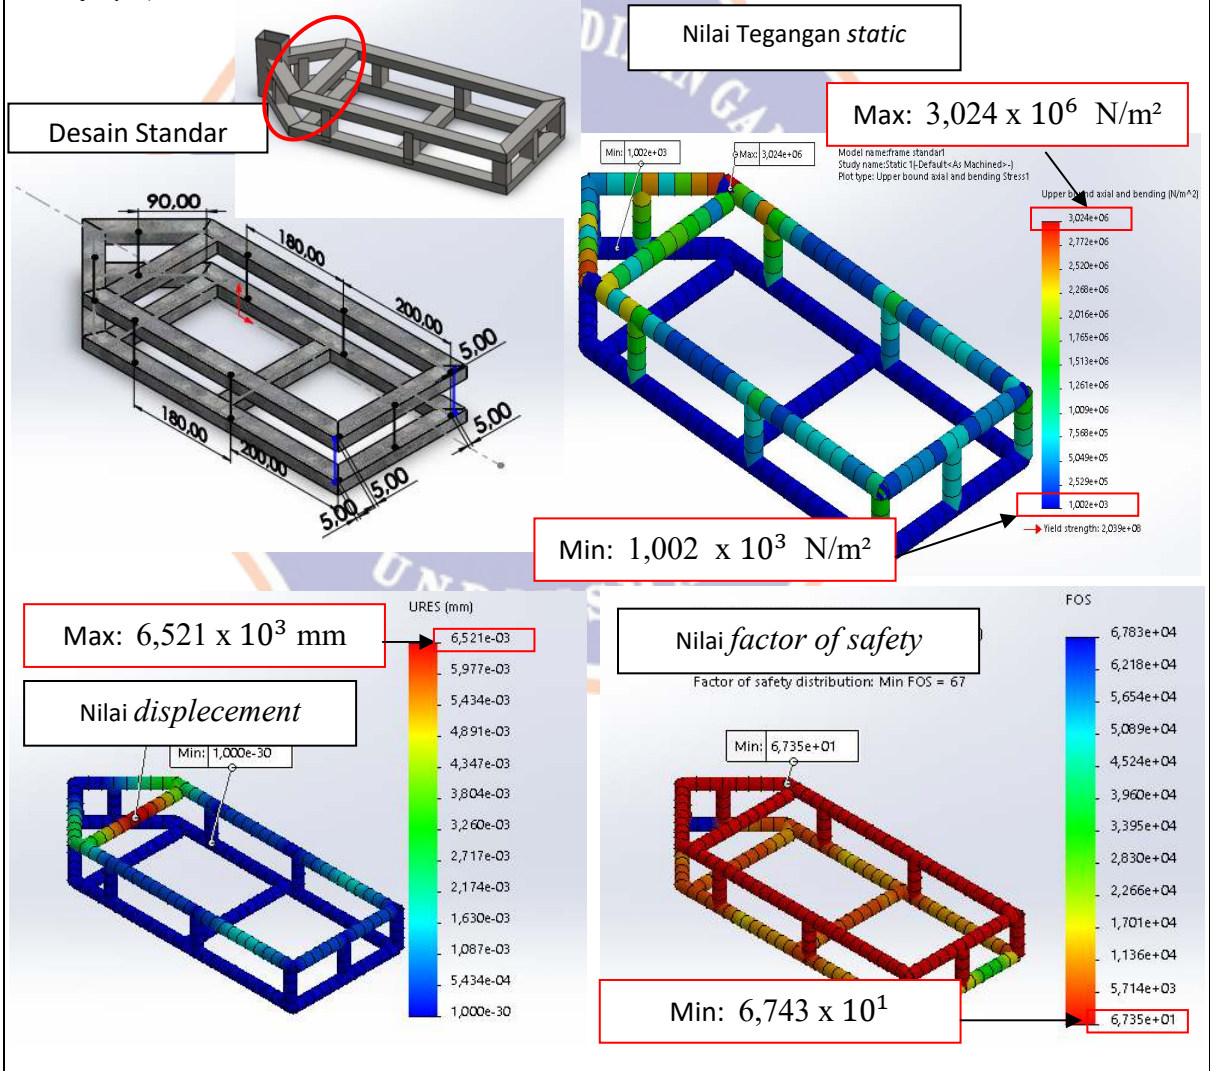 Nilai Tegangan static
Max: 3,024 x 10⁶ N/m²
Desain Standar
90,00
180,00
200,00
5,00
5,00
180,00
200,00
5,00
5,00
Min: 1,002e+03
Max: 3,024e+06
Model name:frame standar1
Study name:Static 1(-Default<As Machined>-)
Plot type: Upper bound axial and bending Stress1
Upper bound axial and bending (N/m^2)
3,024e+06
2,772e+06
2,520e+06
2,268e+06
2,016e+06
1,765e+06
1,513e+06
1,261e+06
1,009e+06
7,568e+05
5,049e+05
2,529e+05
1,002e+03
Yield strength: 2,039e+08
Min: 1,002 x 10³ N/m²
Max: 6,521 x 10³ mm
Nilai displecement
Min: 1,000e-30
URES (mm)
6,521e-03
5,977e-03
5,434e-03
4,891e-03
4,347e-03
3,804e-03
3,260e-03
2,717e-03
2,174e-03
1,630e-03
1,087e-03
5,434e-04
1,000e-30
Nilai factor of safety
Factor of safety distribution: Min FOS = 67
Min: 6,735e+01
FOS
6,783e+04
6,218e+04
5,654e+04
5,089e+04
4,524e+04
3,960e+04
3,395e+04
2,830e+04
2,266e+04
1,701e+04
1,136e+04
5,714e+03
6,735e+01
Min: 6,743 x 10¹